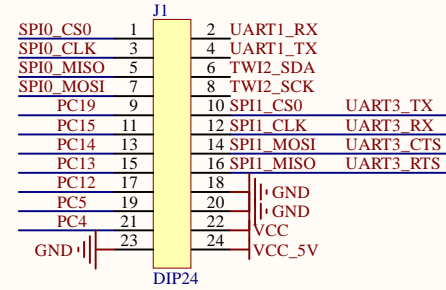 J1
SPI0_CS0 1 2 UART1_RX
SPI0_CLK 3 4 UART1_TX
SPI0_MISO 5 6 TWI2_SDA
SPI0_MOSI 7 8 TWI2_SCK
PC19 9 10 SPI1_CS0 UART3_TX
PC15 11 12 SPI1_CLK UART3_RX
PC14 13 14 SPI1_MOSI UART3_CTS
PC13 15 16 SPI1_MISO UART3_RTS
PC12 17 18 GND
PC5 19 20 GND
PC4 21 22 VCC
GND 23 24 VCC_5V
DIP24